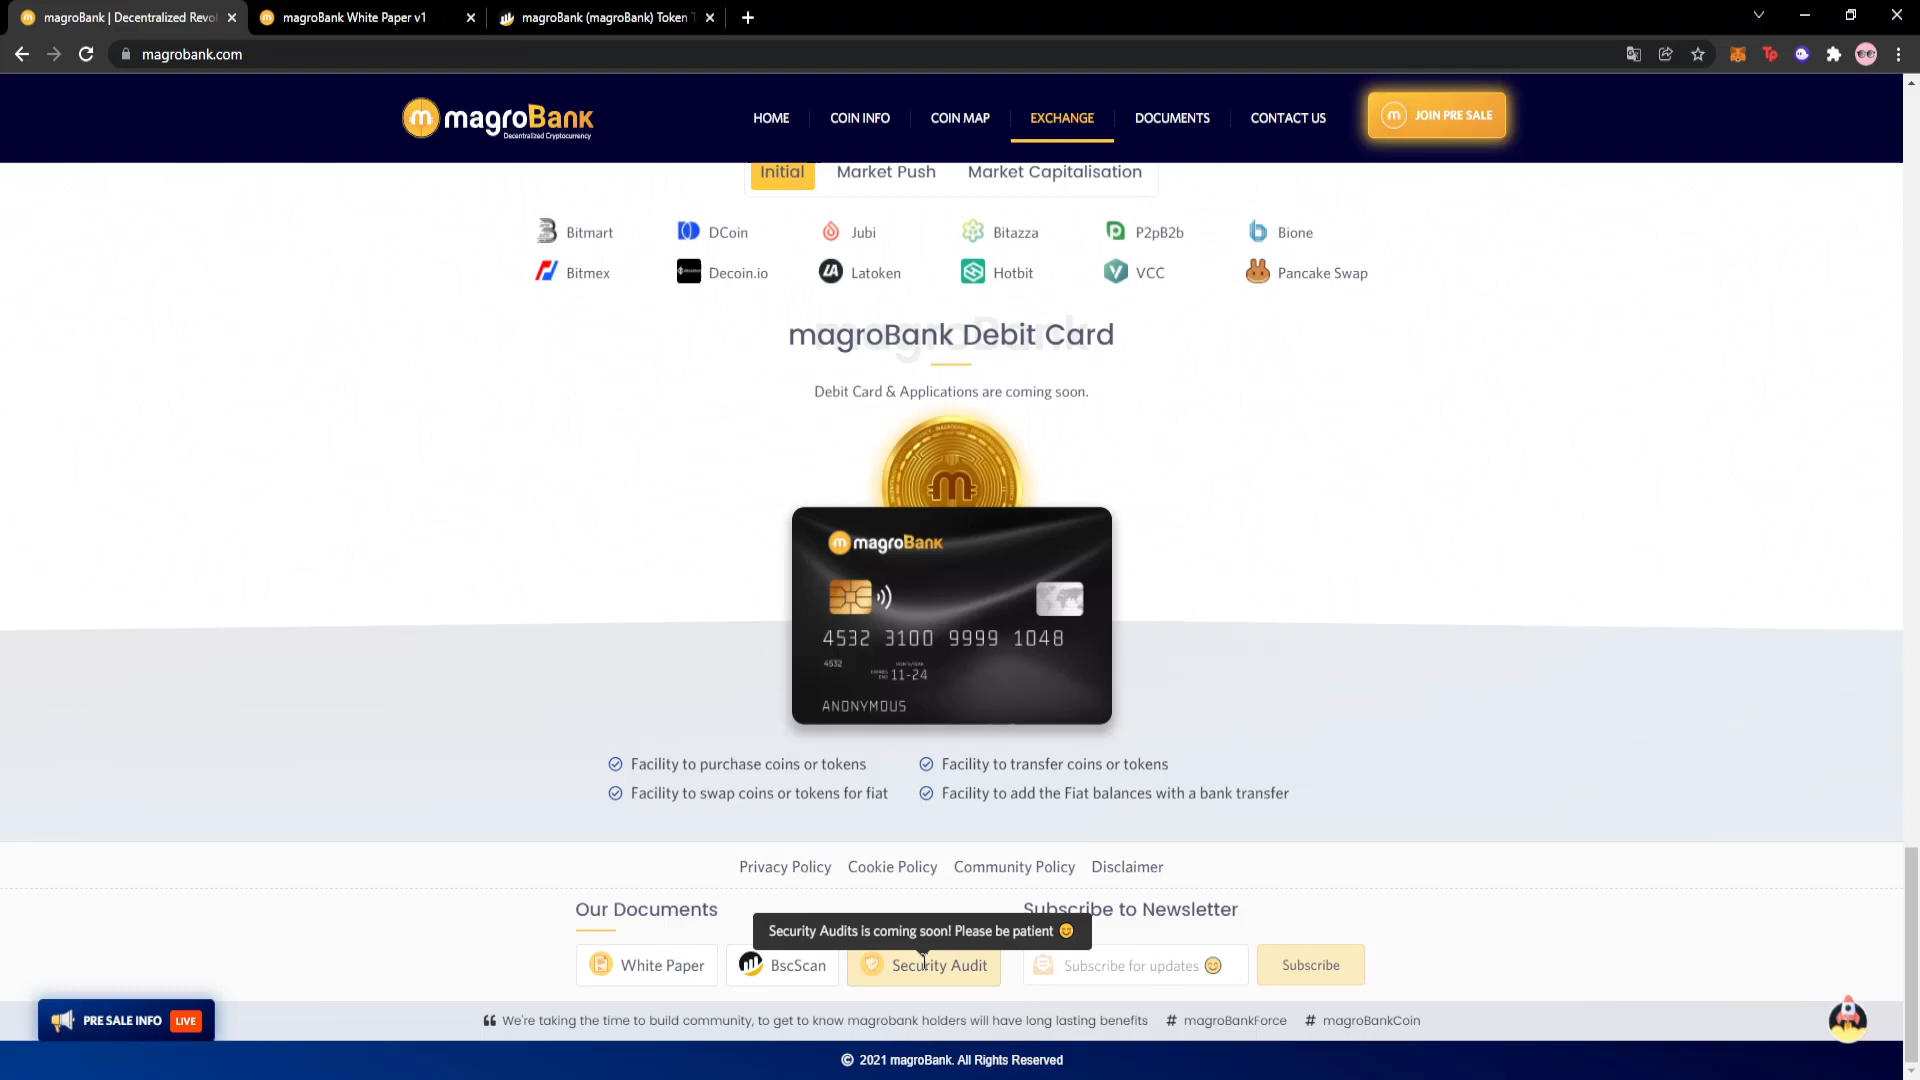 magroBank | Decentralized Revol
magroBank White Paper v1
magroBank (magroBank) Token T
magrobank.com
magroBank
Decentralized Cryptocurrency
HOME
COIN INFO
COIN MAP
EXCHANGE
DOCUMENTS
CONTACT US
JOIN PRE SALE
Initial
Market Push
Market Capitalisation
Bitmart
DCoin
Jubi
Bitazza
P2pB2b
Bione
Bitmex
Decoin.io
Latoken
Hotbit
VCC
Pancake Swap
magroBank
magroBank Debit Card
Debit Card & Applications are coming soon.
magroBank
4532 3100 9999 1048
4532
MONTH/YEAR
EXPIRES END 11-24
ANONYMOUS
Facility to purchase coins or tokens
Facility to transfer coins or tokens
Facility to swap coins or tokens for fiat
Facility to add the Fiat balances with a bank transfer
Privacy Policy
Cookie Policy
Community Policy
Disclaimer
Our Documents
Subscribe to Newsletter
Security Audits is coming soon! Please be patient 😊
White Paper
BscScan
Security Audit
Subscribe for updates 😊
Subscribe
PRE SALE INFO LIVE
We're taking the time to build community, to get to know magrobank holders will have long lasting benefits # magroBankForce # magroBankCoin
© 2021 magroBank. All Rights Reserved